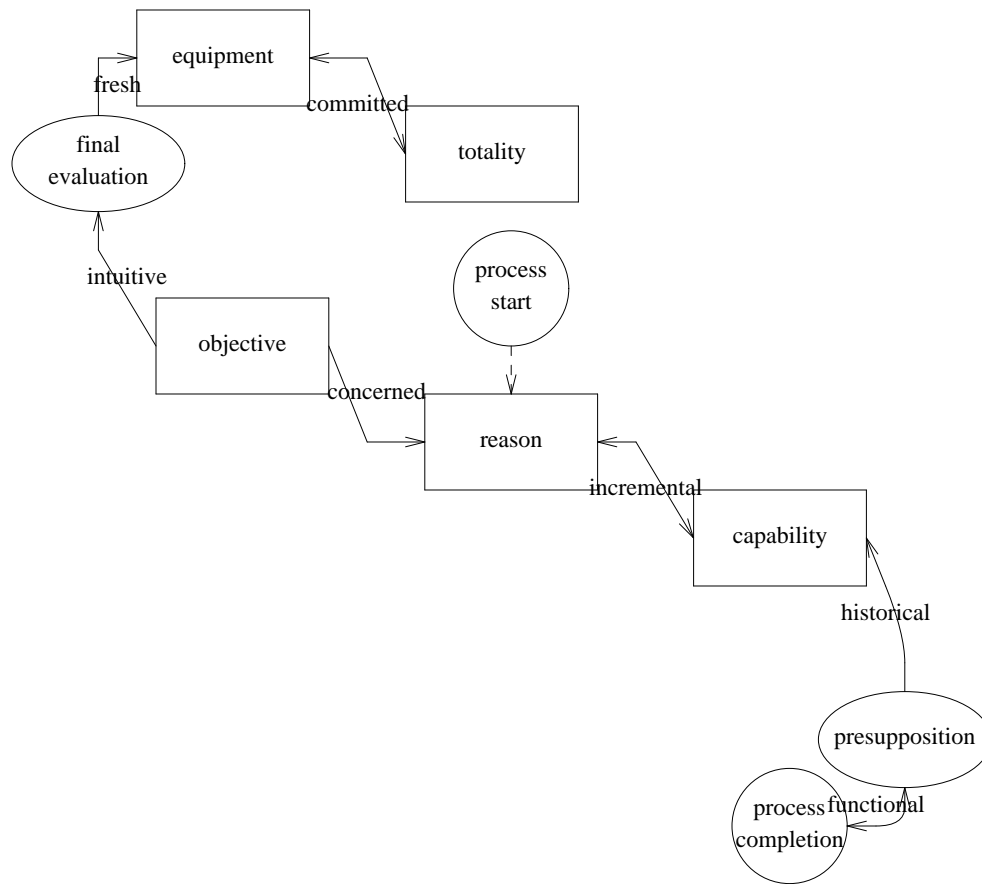 equipment
fresh
committed
final
evaluation
totality
process
start
intuitive
objective
concerned
reason
incremental
capability
historical
presupposition
functional
process
completion